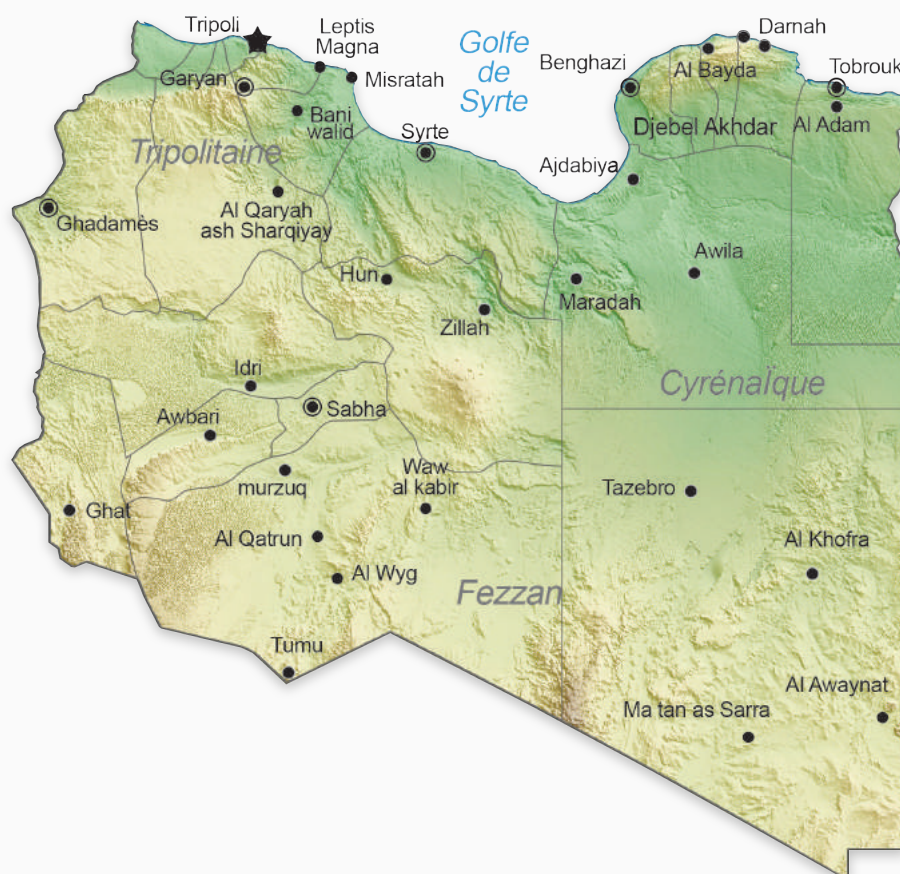 Tripoli
Leptis
Magna
Golfe
de
Syrte
Darnah
Benghazi
Al Bayda
Tobrouk
Garyan
Misratah
Bani
walid
Syrte
Djebel Akhdar
Al Adam
Tripolitaine
Ajdabiya
Ghadamès
Al Qaryah
ash Sharqiyay
Awila
Hun
Maradah
Zillah
Idri
Cyrénaïque
Awbari
Sabha
Waw
al kabir
murzuq
Tazebro
Ghat
Al Qatrun
Al Khofra
Al Wyg
Fezzan
Tumu
Al Awaynat
Ma tan as Sarra